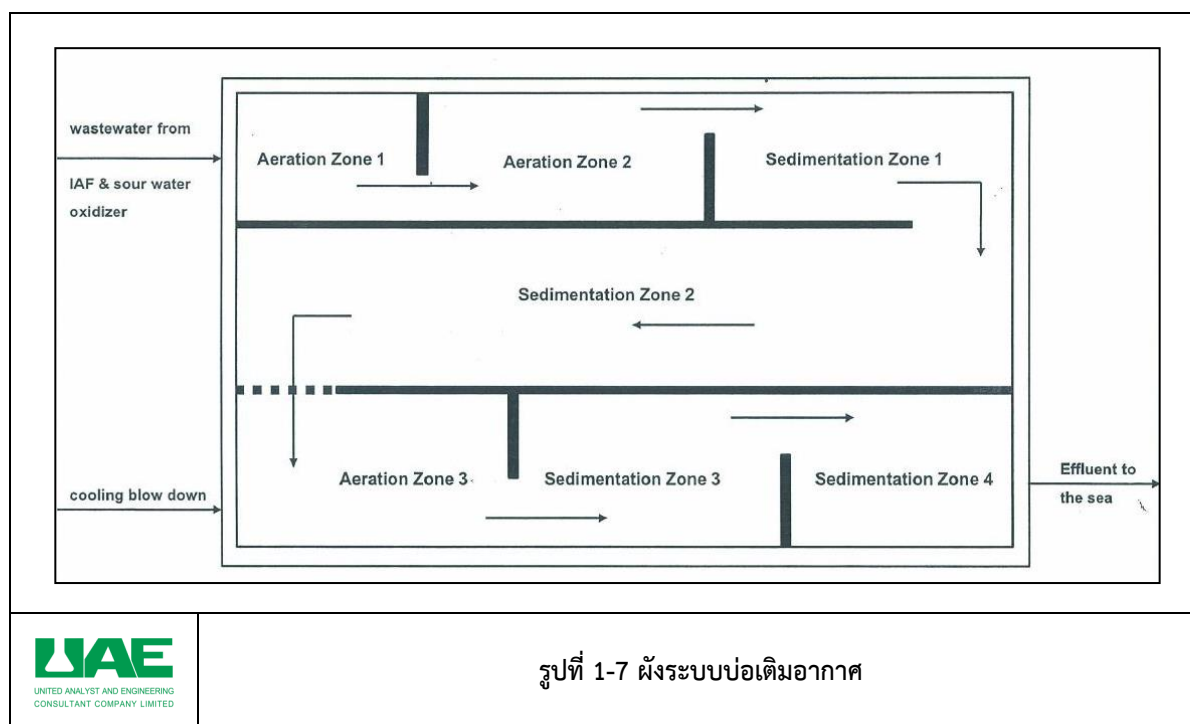 wastewater from
IAF & sour water
oxidizer
Aeration Zone 1
Aeration Zone 2
Sedimentation Zone 1
Sedimentation Zone 2
Aeration Zone 3
Sedimentation Zone 3
Sedimentation Zone 4
cooling blow down
Effluent to
the sea
UAE
UNITED ANALYST AND ENGINEERING
CONSULTANT COMPANY LIMITED
รูปที่ 1-7 ผังระบบบ่อเติมอากาศ